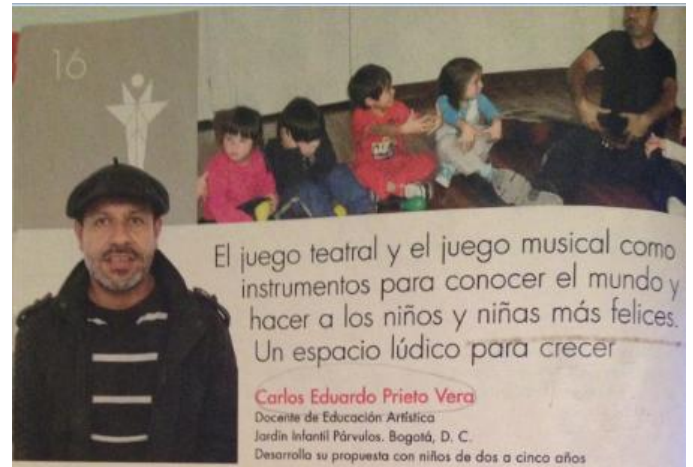 16
El juego teatral y el juego musical como
instrumentos para conocer el mundo y
hacer a los niños y niñas más felices.
Un espacio lúdico para crecer
Carlos Eduardo Prieto Vera
Docente de Educación Artística
Jardín Infantil Párvulos. Bogotá, D. C.
Desarrolla su propuesta con niños de dos a cinco años